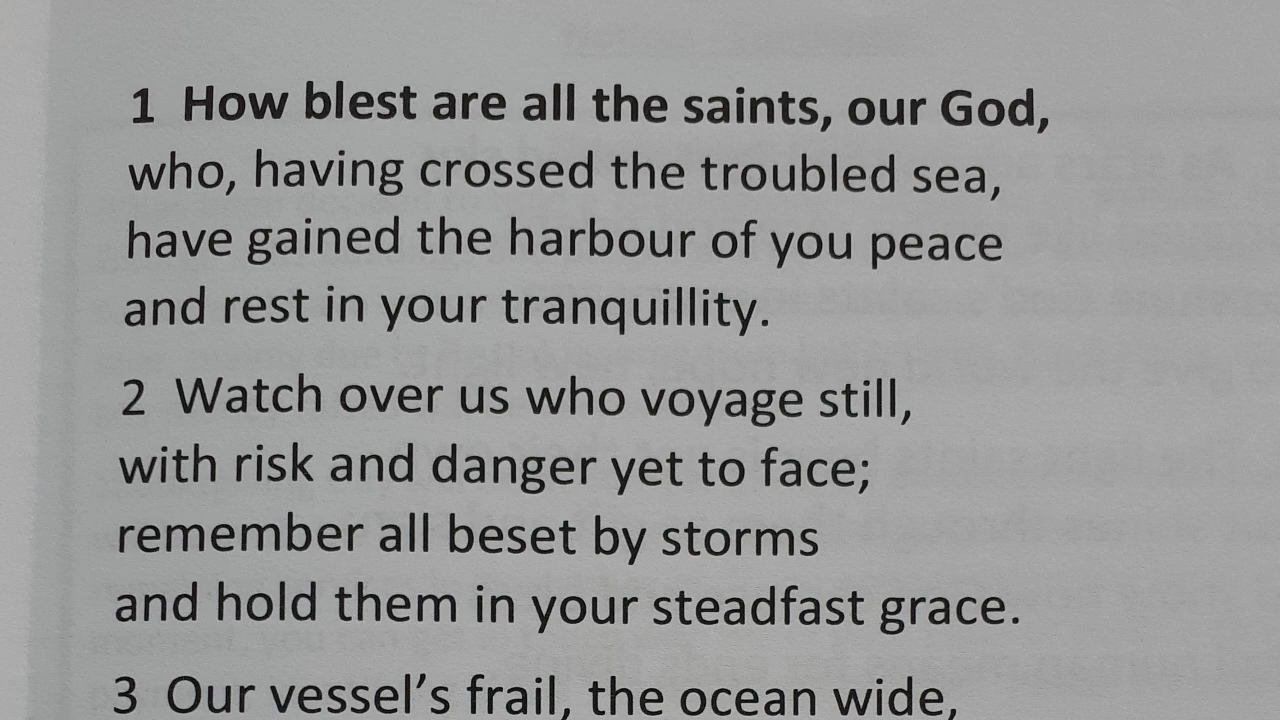 1 How blest are all the saints, our God,
who, having crossed the troubled sea,
have gained the harbour of you peace
and rest in your tranquillity.
2 Watch over us who voyage still,
with risk and danger yet to face;
remember all beset by storms
and hold them in your steadfast grace.
3 Our vessel’s frail, the ocean wide,